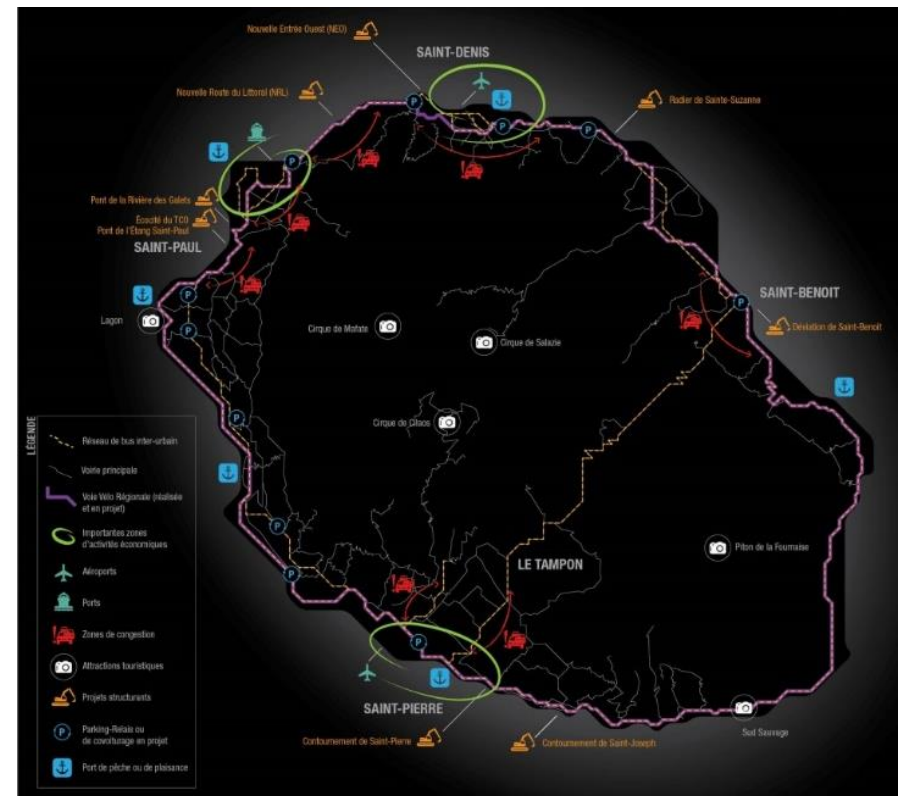 Nouvelle Entrée Ouest (NEO)
SAINT-DENIS
Nouvelle Route du Littoral (NRL)
Radier de Sainte-Suzanne
P
P
P
P
Pont de la Rivière des Galets
Écocité du TCO
Pont de l'Étang Saint-Paul
SAINT-PAUL
P
SAINT-BENOIT
P
Lagon
Déviation de Saint-Benoit
P
Cirque de Mafate
Cirque de Salazie
P
Cirque de Cilaos
LÉGENDE
Réseau de bus inter-urbain
Voirie principale
Voie Vélo Régionale (réalisée
et en projet)
Importantes zones
d'activités économiques
Aéroports
Ports
Zones de congestion
Attractions touristiques
Projets structurants
P
Parking-Relais ou
de covoiturage en projet
Port de pêche ou de plaisance
P
P
Piton de la Fournaise
LE TAMPON
P
SAINT-PIERRE
Contournement de Saint-Pierre
Contournement de Saint-Joseph
Sud Sauvage